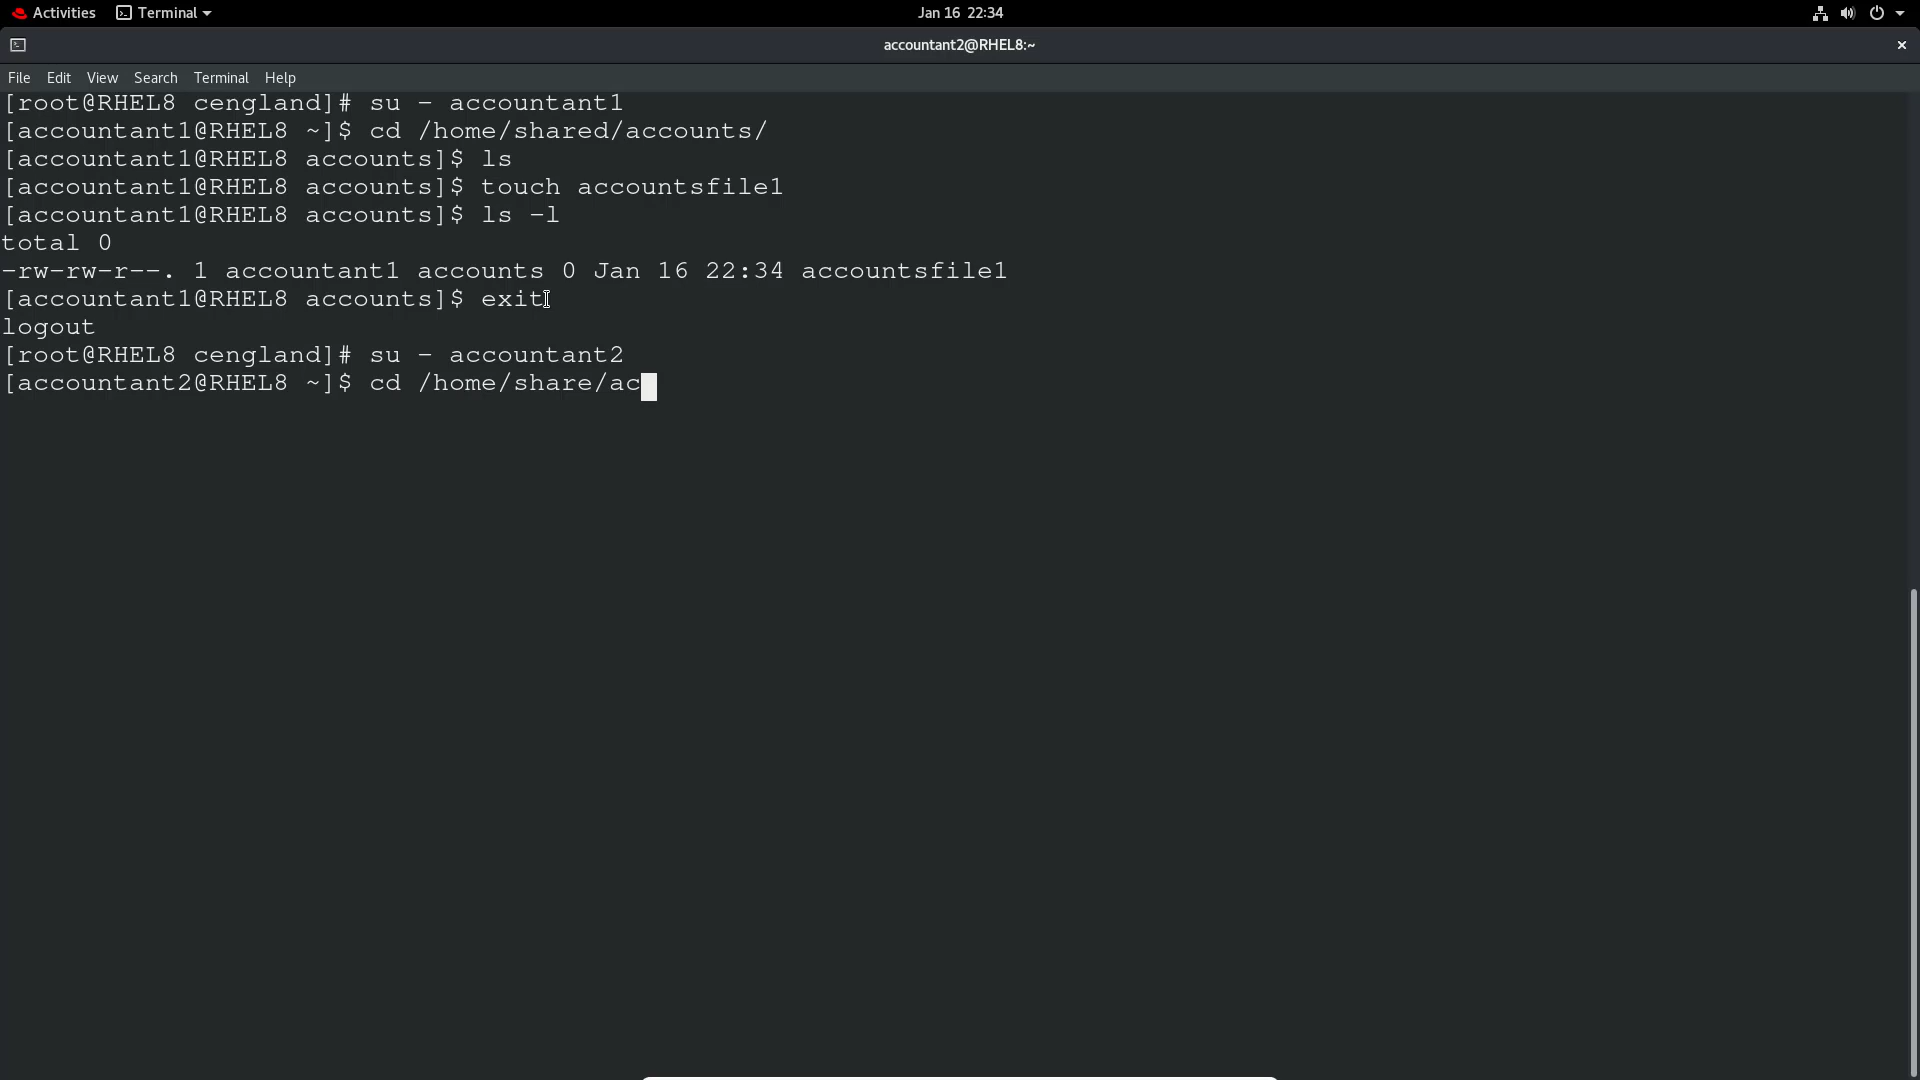 Activities Terminal Jan 16 22:34
accountant2@RHEL8:~
File Edit View Search Terminal Help
[root@RHEL8 cengland]# su - accountant1
[accountant1@RHEL8 ~]$ cd /home/shared/accounts/
[accountant1@RHEL8 accounts]$ ls
[accountant1@RHEL8 accounts]$ touch accountsfile1
[accountant1@RHEL8 accounts]$ ls -l
total 0
-rw-rw-r--. 1 accountant1 accounts 0 Jan 16 22:34 accountsfile1
[accountant1@RHEL8 accounts]$ exit
logout
[root@RHEL8 cengland]# su - accountant2
[accountant2@RHEL8 ~]$ cd /home/share/ac